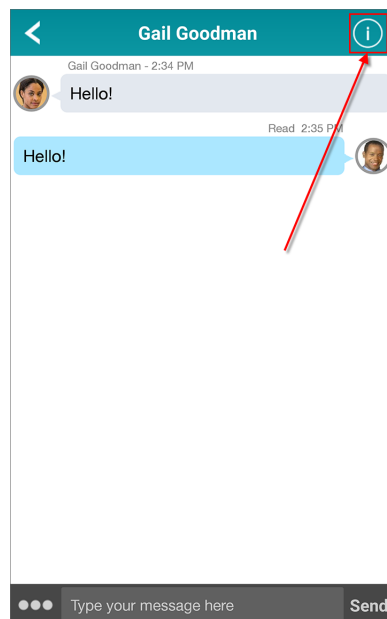 Gail Goodman
Gail Goodman - 2:34 PM
Hello!
Read 2:35 PM
Hello!
Type your message here
Send